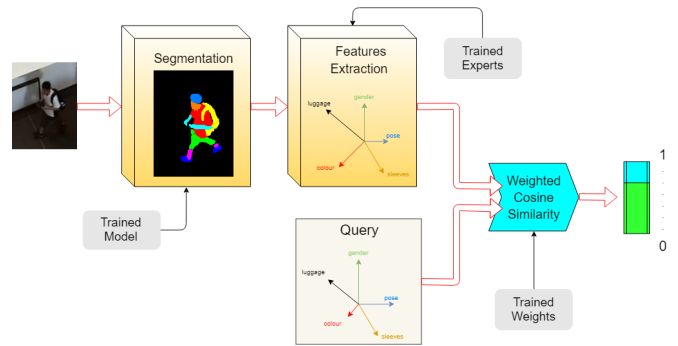 Segmentation
Features
Extraction
gender
luggage
pose
colour
sleeves
Trained
Experts
Trained
Model
Query
gender
luggage
pose
colour
sleeves
Weighted
Cosine
Similarity
Trained
Weights
1
0